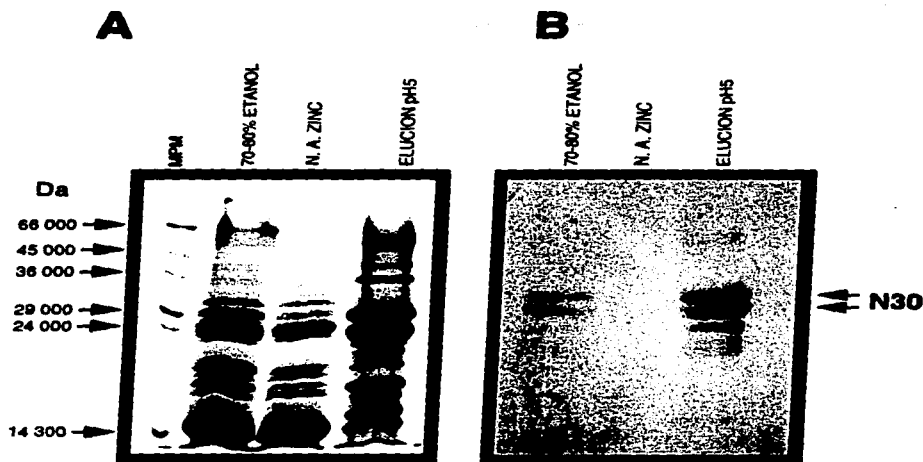 A
B
MPM
70-80% ETANOL
N. A. ZINC
ELUCION pH5
70-80% ETANOL
N. A. ZINC
ELUCION pH5
Da
66 000
45 000
36 000
29 000
24 000
14 300
N30